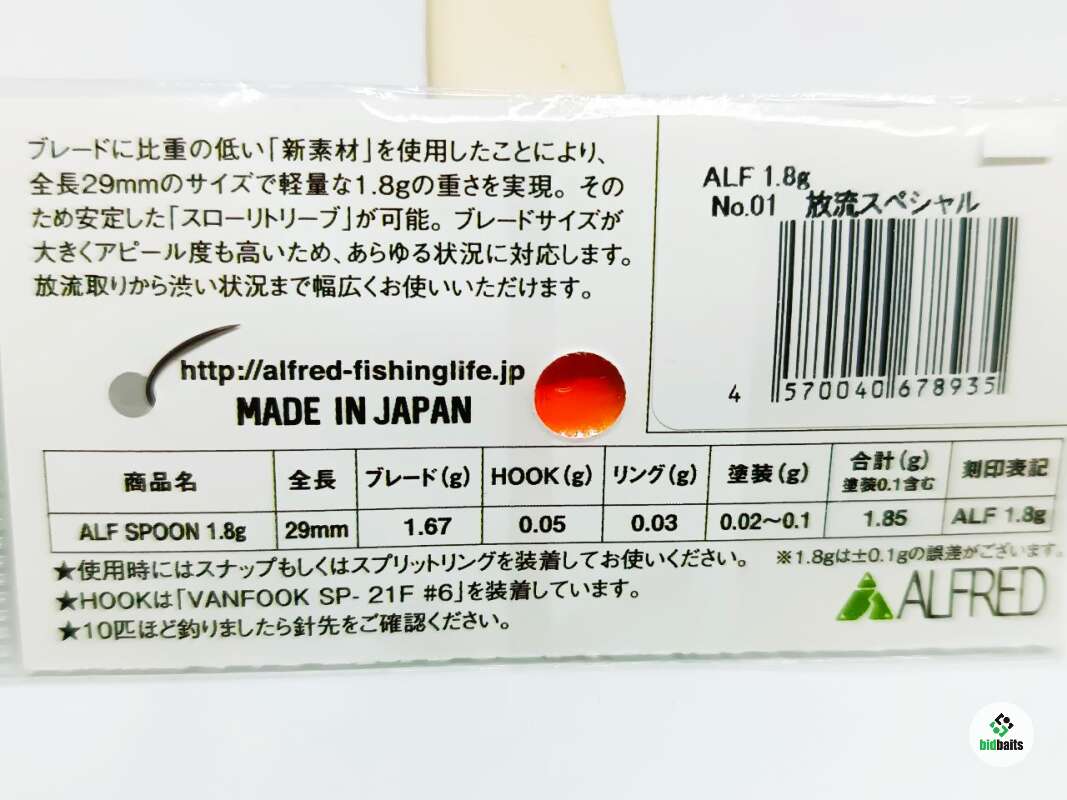 ブレードに比重の低い「新素材」を使用したことにより、
全長29mmのサイズで軽量な1.8gの重さを実現。その
ため安定した「スローリトリーブ」が可能。ブレードサイズが
大きくアピール度も高いため、あらゆる状況に対応します。
放流取りから渋い状況まで幅広くお使いいただけます。
http://alfred-fishinglife.jp
MADE IN JAPAN
ALF 1.8g
No.01 放流スペシャル
4 570040 678935
商品名 全長 ブレード(g) HOOK(g) リング(g) 塗装(g) 合計(g) 塗装0.1含む 刻印表記
ALF SPOON 1.8g 29mm 1.67 0.05 0.03 0.02〜0.1 1.85 ALF 1.8g
★使用時にはスナップもしくはスプリットリングを装着してお使いください。 ※1.8gは±0.1gの誤差がございます。
★HOOKは「VANFOOK SP- 21F #6」を装着しています。
★10匹ほど釣りましたら針先をご確認ください。
ALFRED
bidbaits